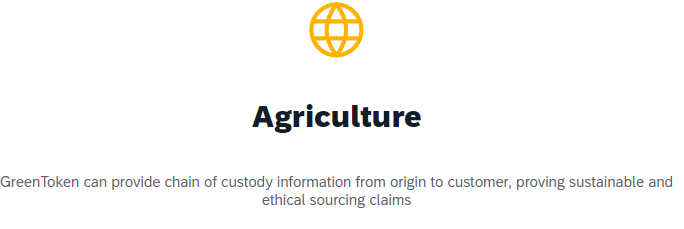 Agriculture
GreenToken can provide chain of custody information from origin to customer, proving sustainable and
ethical sourcing claims